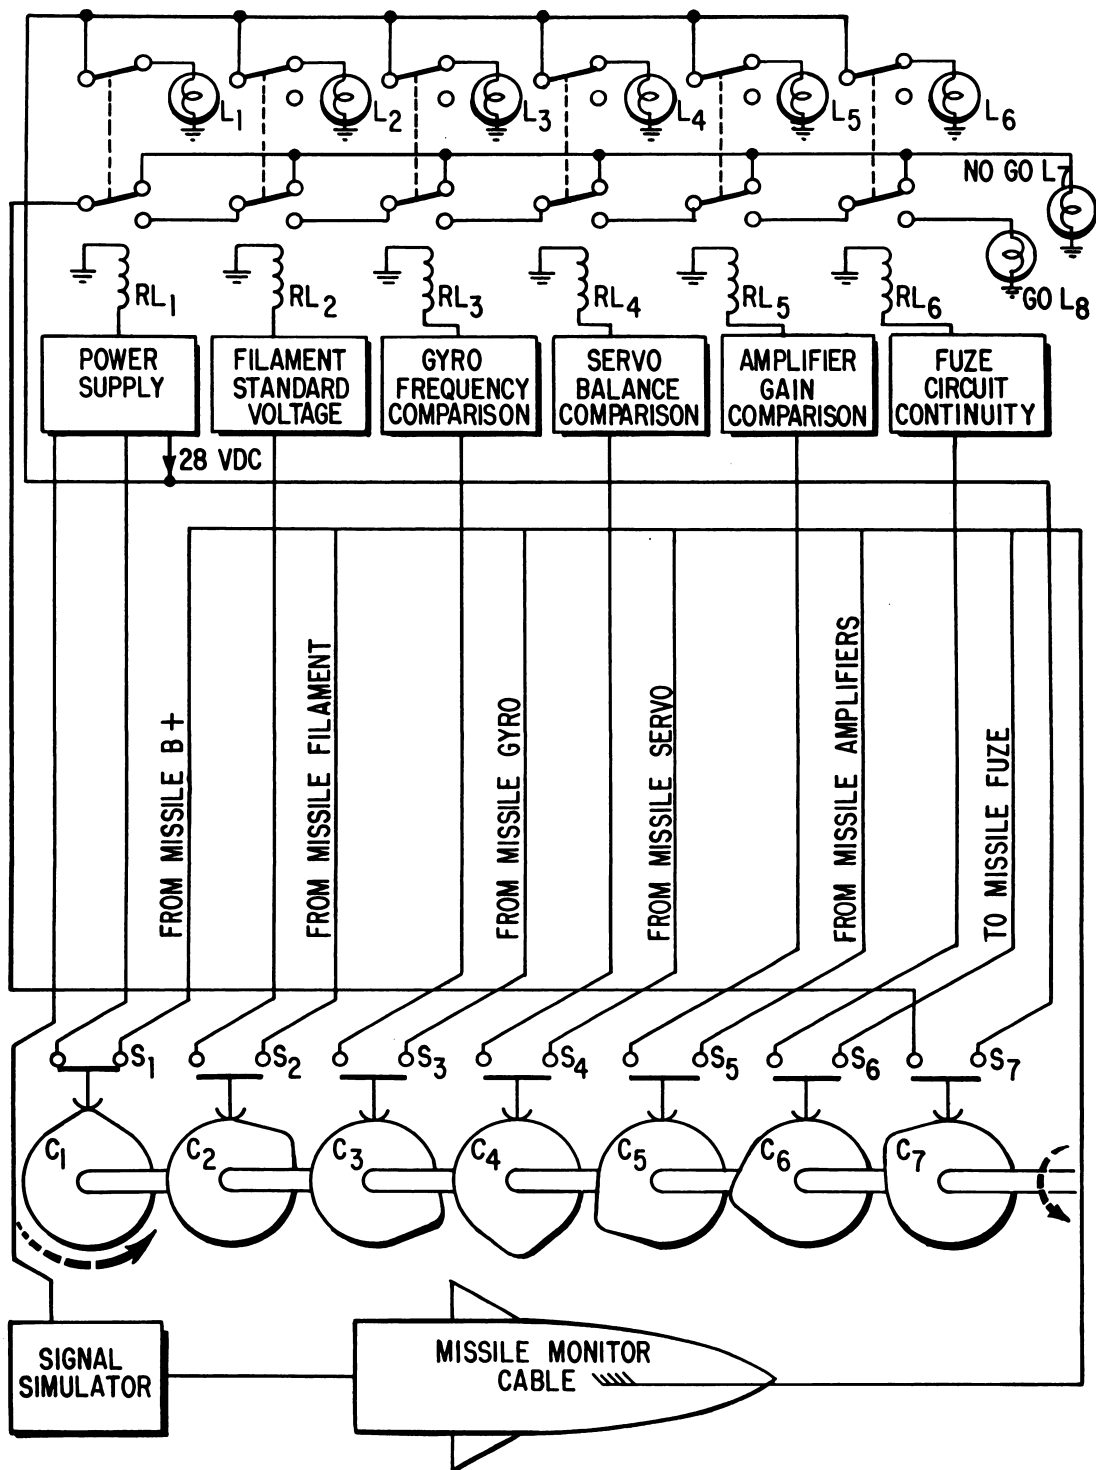 L1
L2
L3
L4
L5
L6
NO GO L7
GO L8
RL1
RL2
RL3
RL4
RL5
RL6
POWER
SUPPLY
FILAMENT
STANDARD
VOLTAGE
GYRO
FREQUENCY
COMPARISON
SERVO
BALANCE
COMPARISON
AMPLIFIER
GAIN
COMPARISON
FUZE
CIRCUIT
CONTINUITY
28 VDC
FROM MISSILE B+
FROM MISSILE FILAMENT
FROM MISSILE GYRO
FROM MISSILE SERVO
FROM MISSILE AMPLIFIERS
TO MISSILE FUZE
S1
S2
S3
S4
S5
S6
S7
C1
C2
C3
C4
C5
C6
C7
SIGNAL
SIMULATOR
MISSILE MONITOR
CABLE